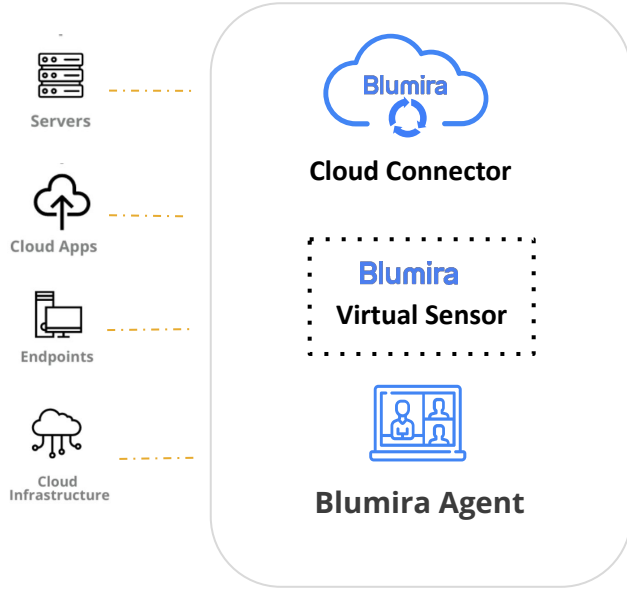 Servers
Cloud Apps
Endpoints
Cloud
Infrastructure
Blumira
Cloud Connector
Blumira
Virtual Sensor
Blumira Agent